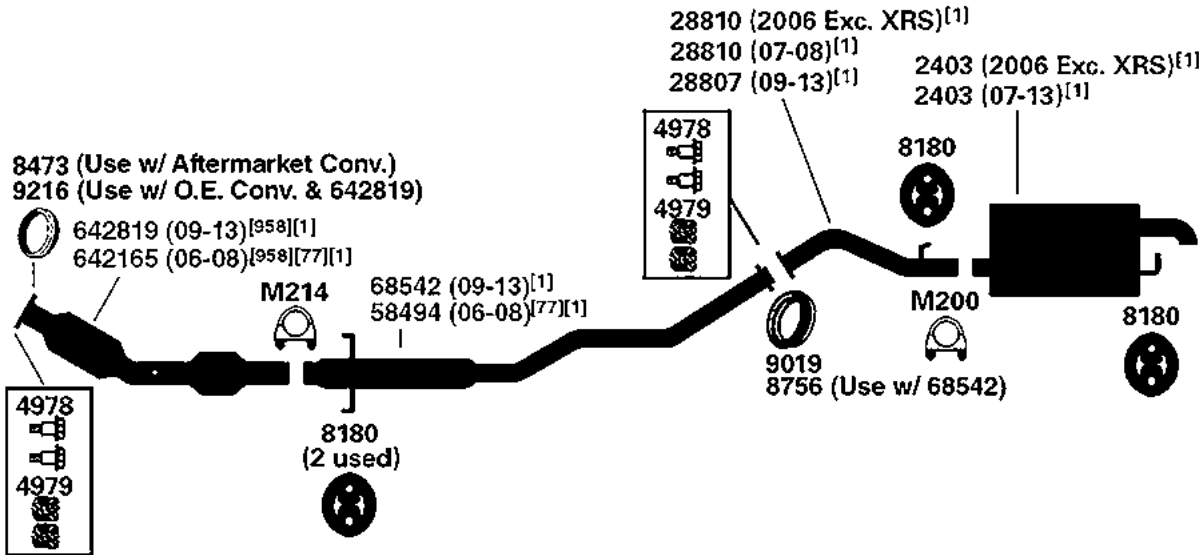 28810 (2006 Exc. XRS)[1]
28810 (07-08)[1]
28807 (09-13)[1]
2403 (2006 Exc. XRS)[1]
2403 (07-13)[1]
4978
4979
8180
8473 (Use w/ Aftermarket Conv.)
9216 (Use w/ O.E. Conv. & 642819)
642819 (09-13)[958][1]
642165 (06-08)[958][77][1]
M214
68542 (09-13)[1]
58494 (06-08)[77][1]
M200
8180
9019
8756 (Use w/ 68542)
4978
4979
8180
(2 used)